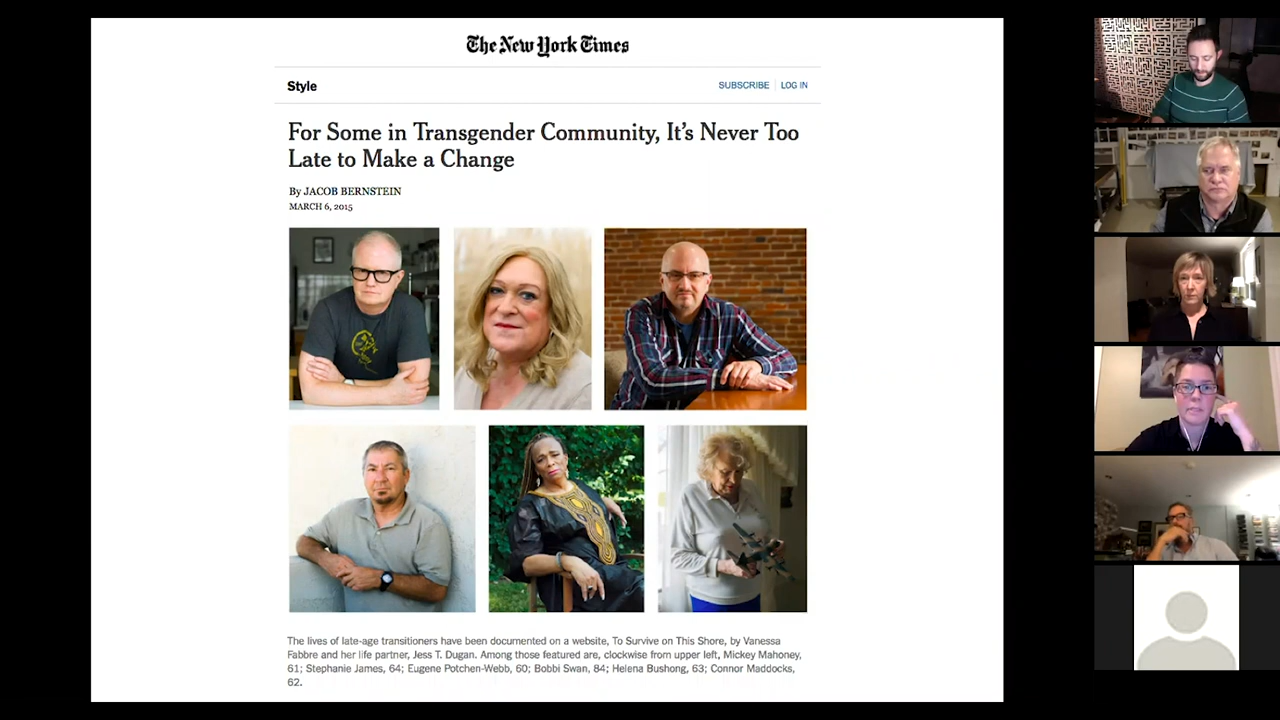 The New York Times
Style
SUBSCRIBE
LOG IN
For Some in Transgender Community, It's Never Too
Late to Make a Change
By JACOB BERNSTEIN
MARCH 6, 2015
The lives of late-age transitioners have been documented on a website, To Survive on This Shore, by Vanessa
Fabbre and her life partner, Jess T. Dugan. Among those featured are, clockwise from upper left, Mickey Mahoney,
61; Stephanie James, 64; Eugene Potchen-Webb, 60; Bobbi Swan, 84; Helena Bushong, 63; Connor Maddocks,
62.